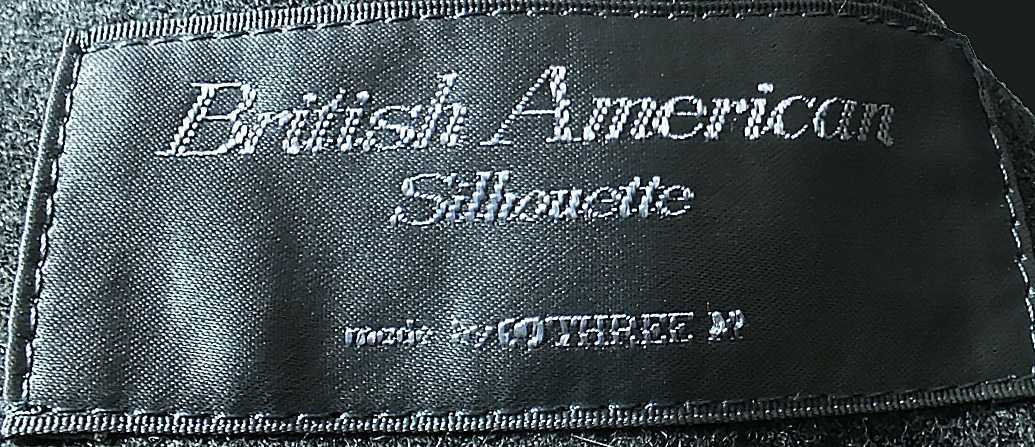 British American
Silhouette
made by THREE M